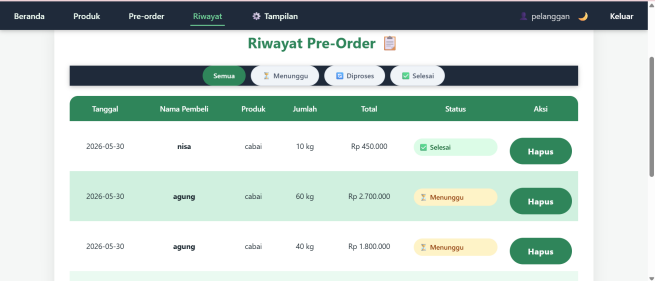 Beranda Produk Pre-order Riwayat ⚙️ Tampilan 👤 pelanggan 🌙 Keluar
Riwayat Pre-Order 📋
Semua ⏳ Menunggu 🔄 Diproses ✅ Selesai
Tanggal Nama Pembeli Produk Jumlah Total Status Aksi
2026-05-30 nisa cabai 10 kg Rp 450.000 ✅ Selesai Hapus
2026-05-30 agung cabai 60 kg Rp 2.700.000 ⏳ Menunggu Hapus
2026-05-30 agung cabai 40 kg Rp 1.800.000 ⏳ Menunggu Hapus